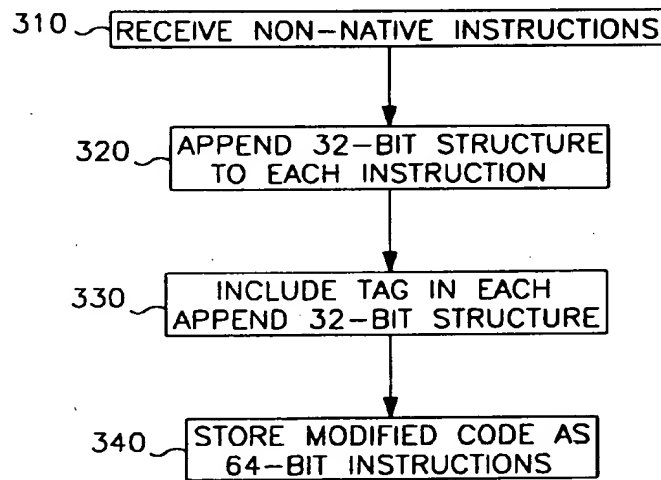 310
RECEIVE NON-NATIVE INSTRUCTIONS
320
APPEND 32-BIT STRUCTURE
TO EACH INSTRUCTION
330
INCLUDE TAG IN EACH
APPEND 32-BIT STRUCTURE
340
STORE MODIFIED CODE AS
64-BIT INSTRUCTIONS